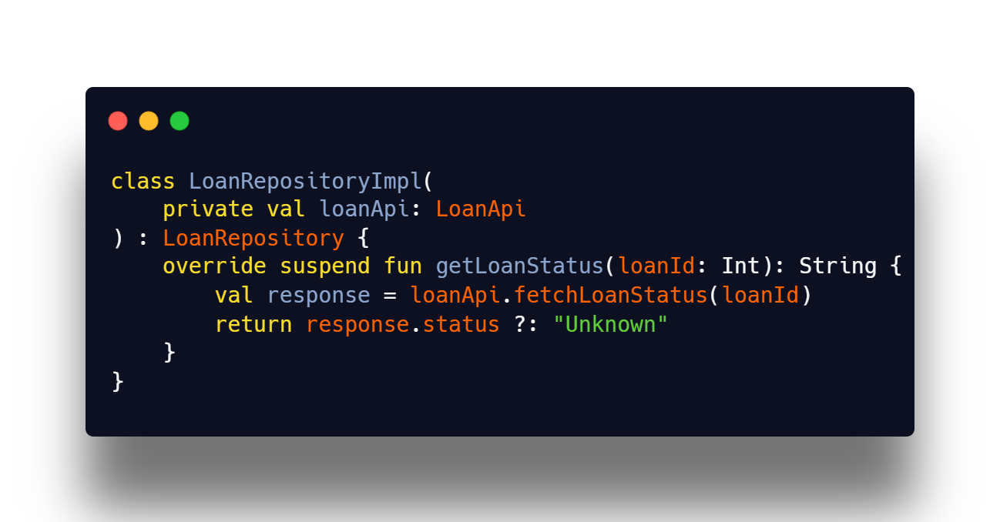 class LoanRepositoryImpl(
    private val loanApi: LoanApi
) : LoanRepository {
    override suspend fun getLoanStatus(loanId: Int): String {
        val response = loanApi.fetchLoanStatus(loanId)
        return response.status ?: "Unknown"
    }
}